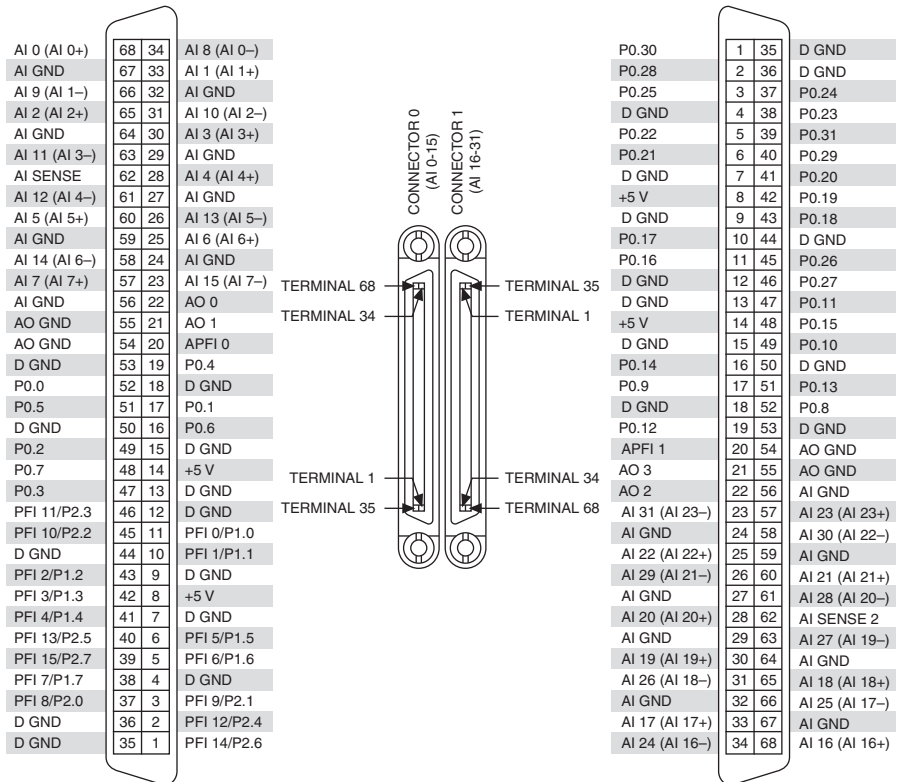 AI 0 (AI 0+) 68 34 AI 8 (AI 0–)
AI GND 67 33 AI 1 (AI 1+)
AI 9 (AI 1–) 66 32 AI GND
AI 2 (AI 2+) 65 31 AI 10 (AI 2–)
AI GND 64 30 AI 3 (AI 3+)
AI 11 (AI 3–) 63 29 AI GND
AI SENSE 62 28 AI 4 (AI 4+)
AI 12 (AI 4–) 61 27 AI GND
AI 5 (AI 5+) 60 26 AI 13 (AI 5–)
AI GND 59 25 AI 6 (AI 6+)
AI 14 (AI 6–) 58 24 AI GND
AI 7 (AI 7+) 57 23 AI 15 (AI 7–)
AI GND 56 22 AO 0
AO GND 55 21 AO 1
AO GND 54 20 APFI 0
D GND 53 19 P0.4
P0.0 52 18 D GND
P0.5 51 17 P0.1
D GND 50 16 P0.6
P0.2 49 15 D GND
P0.7 48 14 +5 V
P0.3 47 13 D GND
PFI 11/P2.3 46 12 D GND
PFI 10/P2.2 45 11 PFI 0/P1.0
D GND 44 10 PFI 1/P1.1
PFI 2/P1.2 43 9 D GND
PFI 3/P1.3 42 8 +5 V
PFI 4/P1.4 41 7 D GND
PFI 13/P2.5 40 6 PFI 5/P1.5
PFI 15/P2.7 39 5 PFI 6/P1.6
PFI 7/P1.7 38 4 D GND
PFI 8/P2.0 37 3 PFI 9/P2.1
D GND 36 2 PFI 12/P2.4
D GND 35 1 PFI 14/P2.6
CONNECTOR 0
(AI 0-15)
CONNECTOR 1
(AI 16-31)
TERMINAL 68
TERMINAL 34
TERMINAL 35
TERMINAL 1
TERMINAL 1
TERMINAL 35
TERMINAL 34
TERMINAL 68
P0.30 1 35 D GND
P0.28 2 36 D GND
P0.25 3 37 P0.24
D GND 4 38 P0.23
P0.22 5 39 P0.31
P0.21 6 40 P0.29
D GND 7 41 P0.20
+5 V 8 42 P0.19
D GND 9 43 P0.18
P0.17 10 44 D GND
P0.16 11 45 P0.26
D GND 12 46 P0.27
D GND 13 47 P0.11
+5 V 14 48 P0.15
D GND 15 49 P0.10
P0.14 16 50 D GND
P0.9 17 51 P0.13
D GND 18 52 P0.8
P0.12 19 53 D GND
APFI 1 20 54 AO GND
AO 3 21 55 AO GND
AO 2 22 56 AI GND
AI 31 (AI 23–) 23 57 AI 23 (AI 23+)
AI GND 24 58 AI 30 (AI 22–)
AI 22 (AI 22+) 25 59 AI GND
AI 29 (AI 21–) 26 60 AI 21 (AI 21+)
AI GND 27 61 AI 28 (AI 20–)
AI 20 (AI 20+) 28 62 AI SENSE 2
AI GND 29 63 AI 27 (AI 19–)
AI 19 (AI 19+) 30 64 AI GND
AI 26 (AI 18–) 31 65 AI 18 (AI 18+)
AI GND 32 66 AI 25 (AI 17–)
AI 17 (AI 17+) 33 67 AI GND
AI 24 (AI 16–) 34 68 AI 16 (AI 16+)